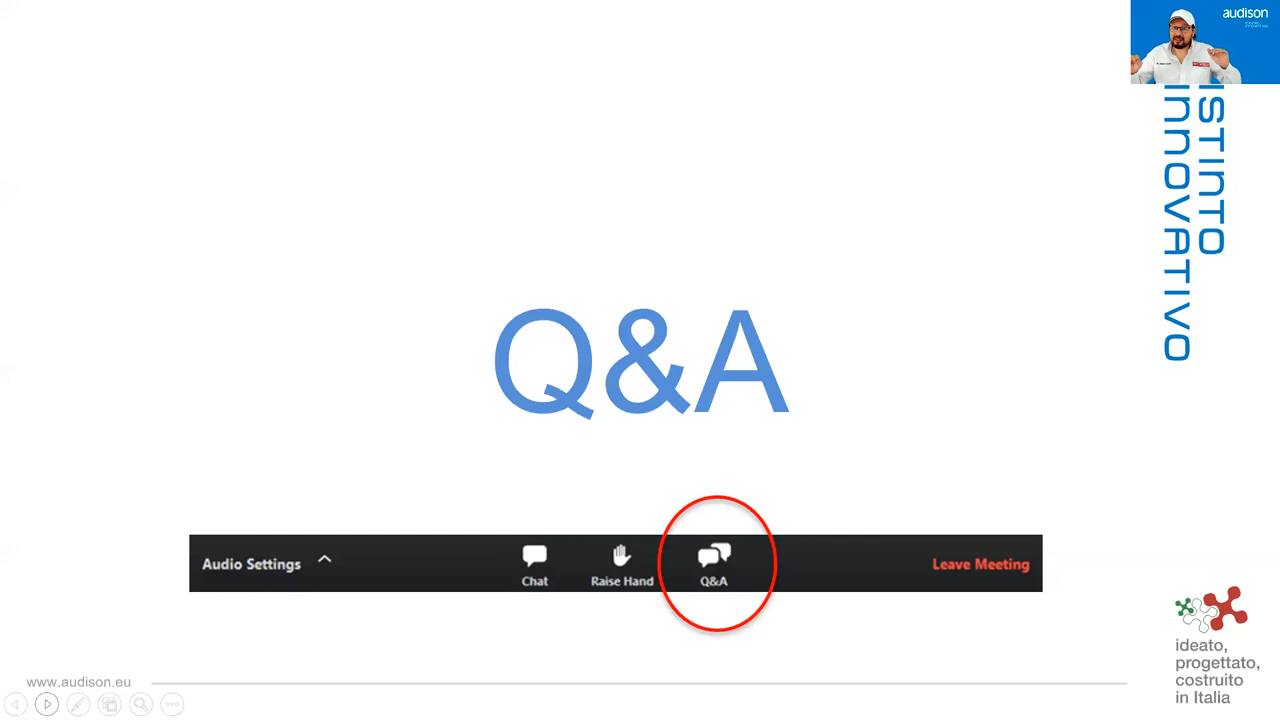 audison
ISTINTO
INNOVATIVO
Q&A
Audio Settings
Chat
Raise Hand
Q&A
Leave Meeting
ideato,
progettato,
costruito
in Italia
www.audison.eu